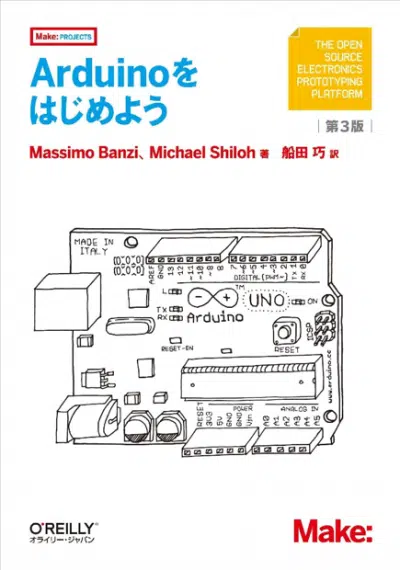 Make: PROJECTS
Arduinoを
はじめよう
THE OPEN
SOURCE
ELECTRONICS
PROTOTYPING
PLATFORM
第3版
Massimo Banzi、Michael Shiloh 著 船田 巧 訳
MADE IN
ITALY
AREF
GND
13
12
DIGITAL (PWM~)
TX 1
RX 0
L
TX
RX
Arduino
UNO
ON
ICSP
RESET-EN
RESET
www.arduino.cc
RESET
3V3
5V
GND
GND
Vin
POWER
ANALOG IN
A0
A1
A2
A3
A4
A5
O'REILLY
オライリー・ジャパン
Make: